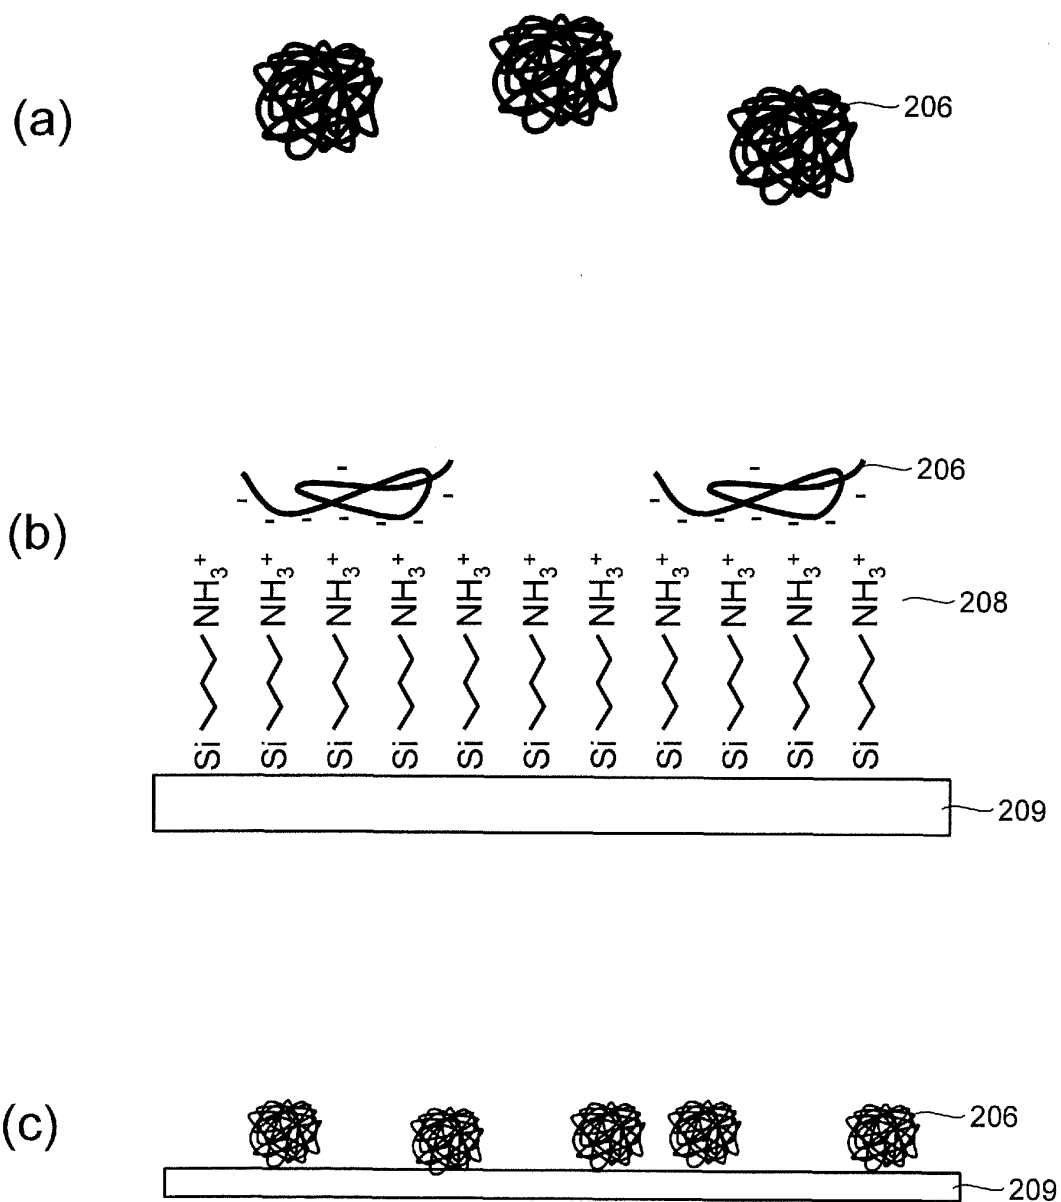 (a)
206
- - - - - - - - -
- - - - - - - - -
206
(b)
NH3+ NH3+ NH3+ NH3+ NH3+ NH3+ NH3+ NH3+ NH3+ NH3+ NH3+
208
Si Si Si Si Si Si Si Si Si Si Si
209
(c)
206
209